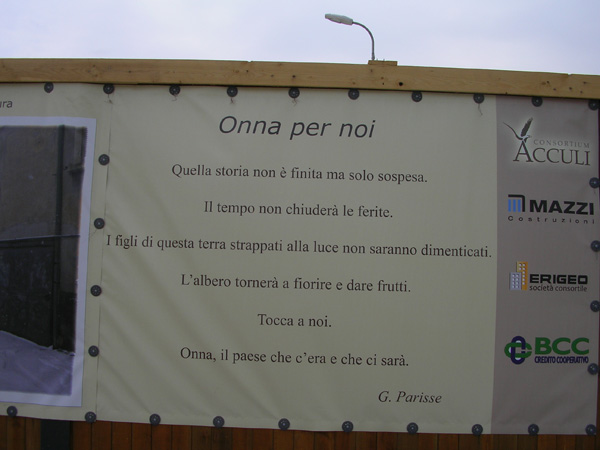 ura
Onna per noi
Quella storia non è finita ma solo sospesa.
Il tempo non chiuderà le ferite.
I figli di questa terra strappati alla luce non saranno dimenticati.
L'albero tornerà a fiorire e dare frutti.
Tocca a noi.
Onna, il paese che c'era e che ci sarà.
G. Parisse
CONSORTIUM
ACCULI
MAZZI
Costruzioni
ERIGEO
società consortile
BCC
CREDITO COOPERATIVO